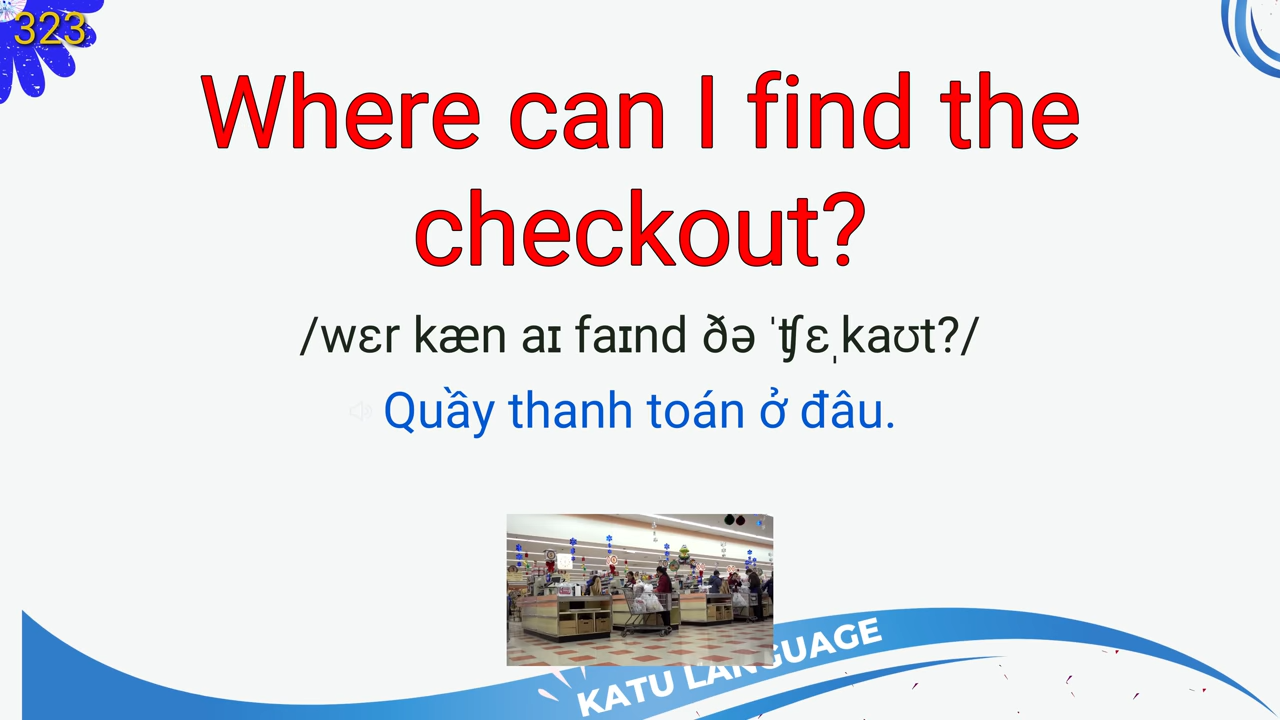 323
Where can I find the
checkout?
/wɛr kæn aɪ faɪnd ðə ˈʧɛˌkaʊt?/
Quầy thanh toán ở đâu.
KATU LANGUAGE